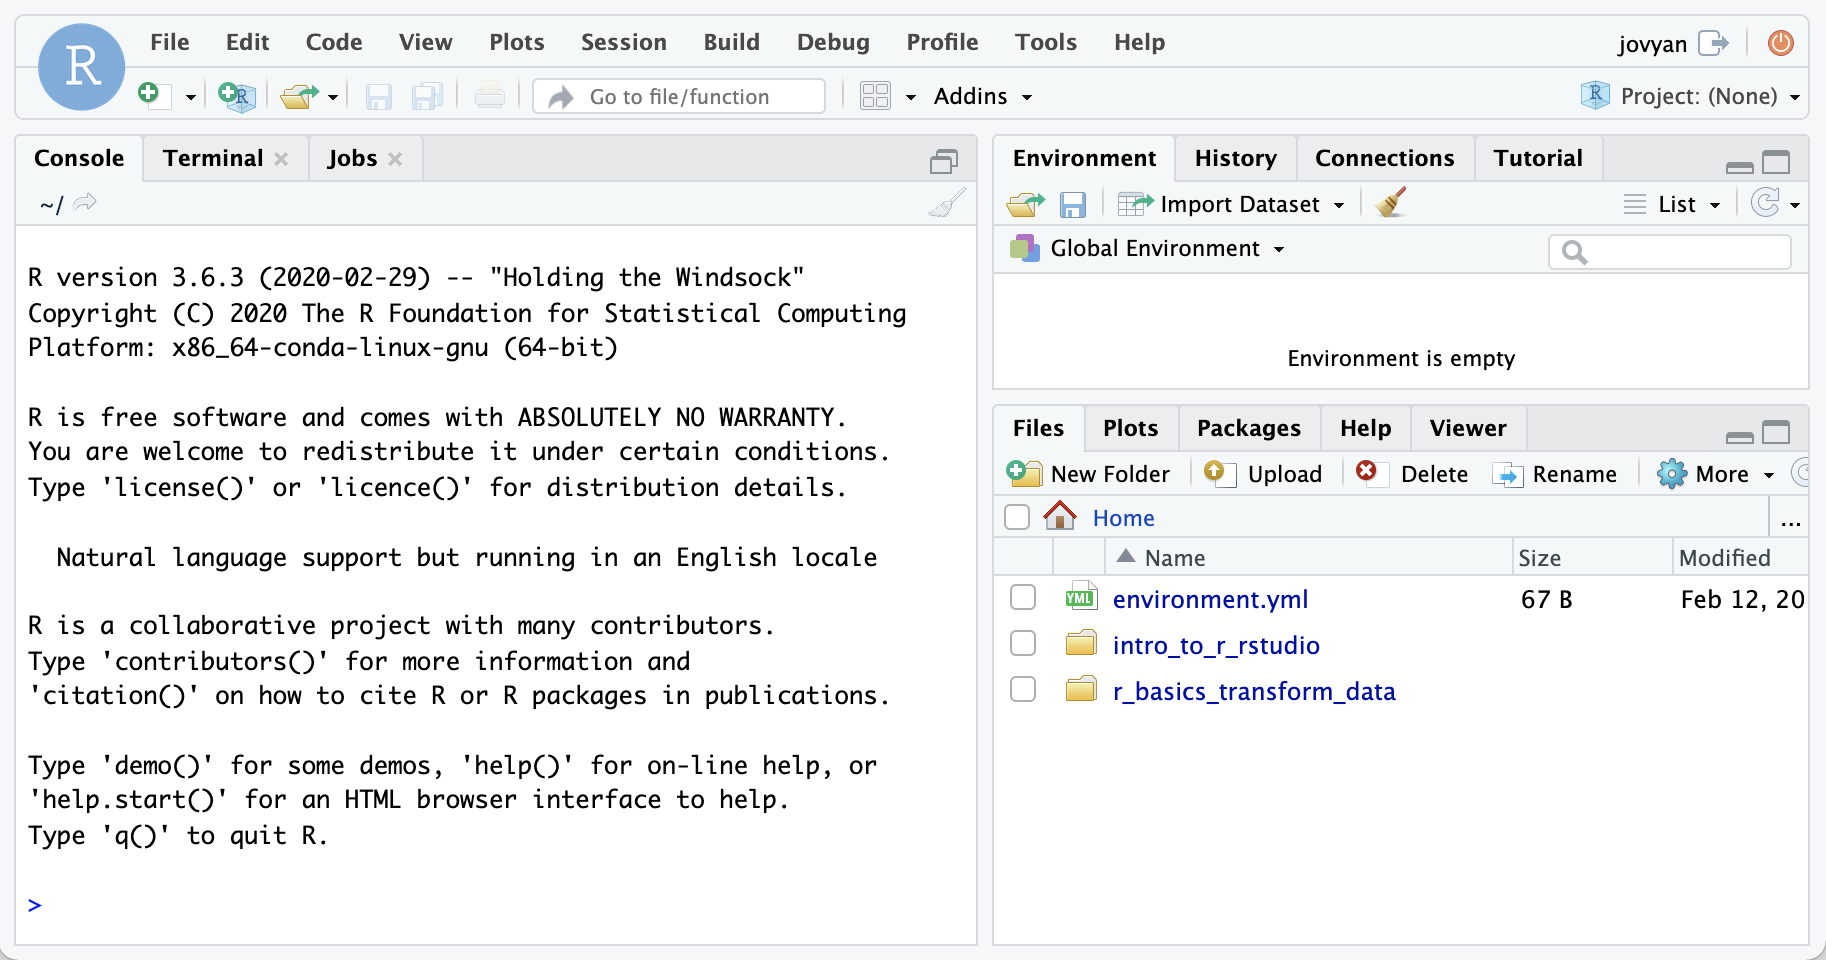 R
File Edit Code View Plots Session Build Debug Profile Tools Help
jovyan
R
Go to file/function
Addins
R
Project: (None)
Console Terminal Jobs
~/
R version 3.6.3 (2020-02-29) -- "Holding the Windsock"
Copyright (C) 2020 The R Foundation for Statistical Computing
Platform: x86_64-conda-linux-gnu (64-bit)
R is free software and comes with ABSOLUTELY NO WARRANTY.
You are welcome to redistribute it under certain conditions.
Type 'license()' or 'licence()' for distribution details.
Natural language support but running in an English locale
R is a collaborative project with many contributors.
Type 'contributors()' for more information and
'citation()' on how to cite R or R packages in publications.
Type 'demo()' for some demos, 'help()' for on-line help, or
'help.start()' for an HTML browser interface to help.
Type 'q()' to quit R.
>
Environment History Connections Tutorial
Import Dataset
List
Global Environment
Environment is empty
Files Plots Packages Help Viewer
New Folder Upload Delete Rename More
Home
...
Name Size Modified
YML environment.yml 67 B Feb 12, 20
intro_to_r_rstudio
r_basics_transform_data